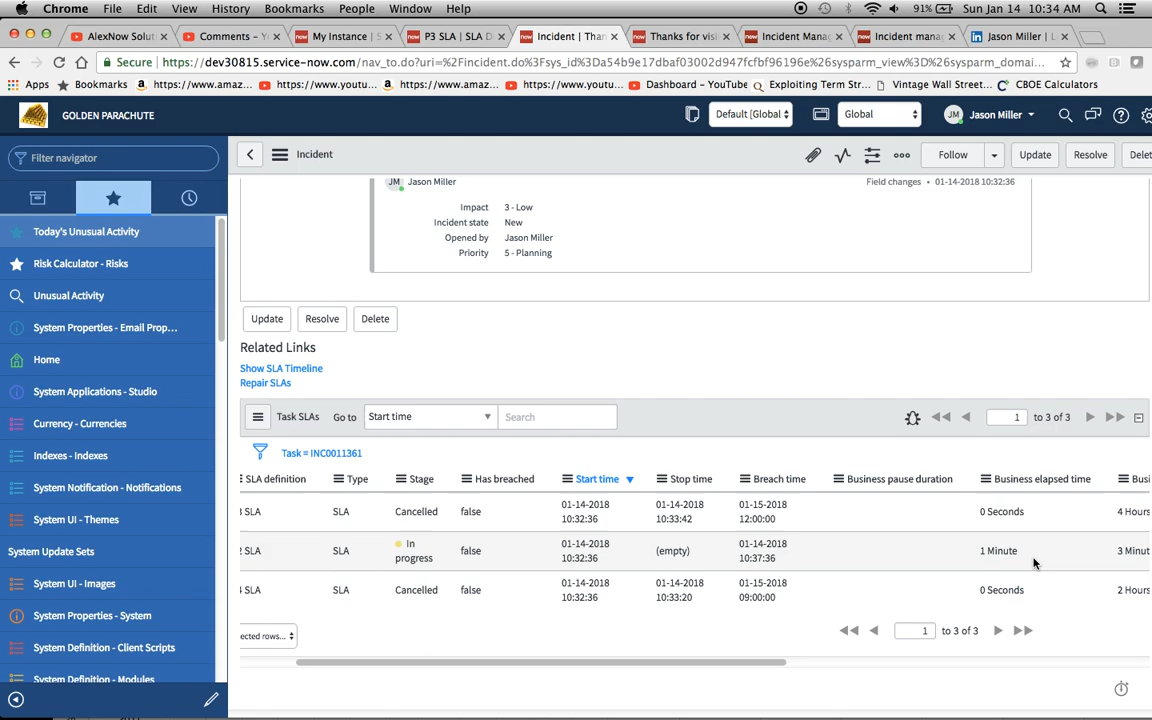 Chrome File Edit View History Bookmarks People Window Help 91% Sun Jan 14 10:34 AM
AlexNow Solut × Comments – Y × My Instance | S × P3 SLA | SLA D × Incident | Than × Thanks for visi × Incident Manag × Incident manag × Jason Miller | L ×
Secure https://dev30815.service-now.com/nav_to.do?uri=%2Fincident.do%3Fsys_id%3Da54b9e17dbaf03002d947fcfbf96196e%26sysparm_view%3D%26sysparm_domai...
Apps Bookmarks https://www.amaz... https://www.youtu... https://www.amaz... https://www.youtu... Dashboard - YouTube Exploiting Term Str... Vintage Wall Street... CBOE Calculators
GOLDEN PARACHUTE Default [Global Global JM Jason Miller
Filter navigator
Incident Follow Update Resolve Delet
Today's Unusual Activity
Risk Calculator - Risks
Unusual Activity
System Properties - Email Prop...
Home
System Applications - Studio
Currency - Currencies
Indexes - Indexes
System Notification - Notifications
System UI - Themes
System Update Sets
System UI - Images
System Properties - System
System Definition - Client Scripts
System Definition - Modules
JM Jason Miller Field changes • 01-14-2018 10:32:36
Impact 3 - Low
Incident state New
Opened by Jason Miller
Priority 5 - Planning
Update Resolve Delete
Related Links
Show SLA Timeline
Repair SLAs
Task SLAs Go to Start time Search 1 to 3 of 3
Task = INC0011361
SLA definition Type Stage Has breached Start time Stop time Breach time Business pause duration Business elapsed time Busi
3 SLA SLA Cancelled false 01-14-2018 10:32:36 01-14-2018 10:33:42 01-15-2018 12:00:00 0 Seconds 4 Hours
2 SLA SLA In progress false 01-14-2018 10:32:36 (empty) 01-14-2018 10:37:36 1 Minute 3 Minut
4 SLA SLA Cancelled false 01-14-2018 10:32:36 01-14-2018 10:33:20 01-15-2018 09:00:00 0 Seconds 2 Hours
ected rows... 1 to 3 of 3